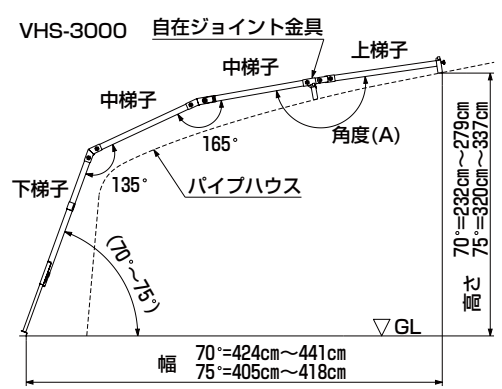 VHS-3000
自在ジョイント金具
上梯子
中梯子
中梯子
角度(A)
165°
135°
パイプハウス
下梯子
(70°～75°)
高さ
70°=232cm～279cm
75°=320cm～337cm
▽GL
幅
70°=424cm～441cm
75°=405cm～418cm